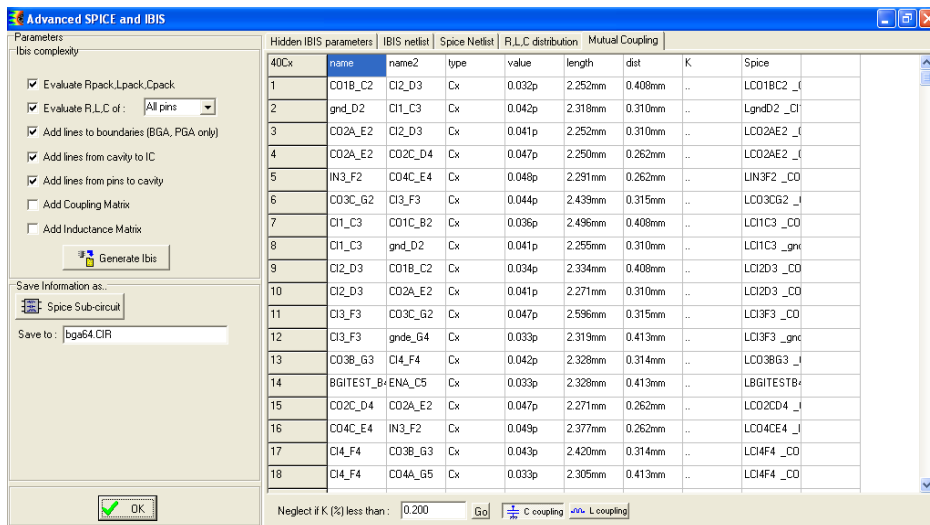 Advanced SPICE and IBIS
Parameters
Ibis complexity
Evaluate Rpack,Lpack,Cpack
Evaluate R,L,C of : All pins
Add lines to boundaries (BGA, PGA only)
Add lines from cavity to IC
Add lines from pins to cavity
Add Coupling Matrix
Add Inductance Matrix
Generate Ibis
Save Information as..
Spice Sub-circuit
Save to : bga64.CIR
OK
Hidden IBIS parameters IBIS netlist Spice Netlist R,L,C distribution Mutual Coupling
40Cx name name2 type value length dist K Spice
1 CO1B_C2 CI2_D3 Cx 0.032p 2.252mm 0.408mm .. LCO1BC2 _(
2 gnd_D2 CI1_C3 Cx 0.042p 2.318mm 0.310mm .. LgndD2 _CI
3 CO2A_E2 CI2_D3 Cx 0.041p 2.252mm 0.310mm .. LCO2AE2 _(
4 CO2A_E2 CO2C_D4 Cx 0.047p 2.250mm 0.262mm .. LCO2AE2 _(
5 IN3_F2 CO4C_E4 Cx 0.048p 2.291mm 0.262mm .. LIN3F2 _CO
6 CO3C_G2 CI3_F3 Cx 0.044p 2.439mm 0.315mm .. LCO3CG2 _(
7 CI1_C3 CO1C_B2 Cx 0.036p 2.496mm 0.408mm .. LCI1C3 _CO
8 CI1_C3 gnd_D2 Cx 0.041p 2.255mm 0.310mm .. LCI1C3 _gnd
9 CI2_D3 CO1B_C2 Cx 0.034p 2.334mm 0.408mm .. LCI2D3 _CO
10 CI2_D3 CO2A_E2 Cx 0.041p 2.271mm 0.310mm .. LCI2D3 _CO
11 CI3_F3 CO3C_G2 Cx 0.047p 2.596mm 0.315mm .. LCI3F3 _CO
12 CI3_F3 gnde_G4 Cx 0.033p 2.319mm 0.413mm .. LCI3F3 _gnd
13 CO3B_G3 CI4_F4 Cx 0.042p 2.328mm 0.314mm .. LCO3BG3 _(
14 BGITEST_B4 ENA_C5 Cx 0.033p 2.328mm 0.413mm .. LBGITESTB4
15 CO2C_D4 CO2A_E2 Cx 0.047p 2.271mm 0.262mm .. LCO2CD4 _(
16 CO4C_E4 IN3_F2 Cx 0.049p 2.377mm 0.262mm .. LCO4CE4 _I
17 CI4_F4 CO3B_G3 Cx 0.043p 2.420mm 0.314mm .. LCI4F4 _CO
18 CI4_F4 CO4A_G5 Cx 0.033p 2.305mm 0.413mm .. LCI4F4 _CO
Neglect if K (%) less than : 0.200 Go C coupling L coupling